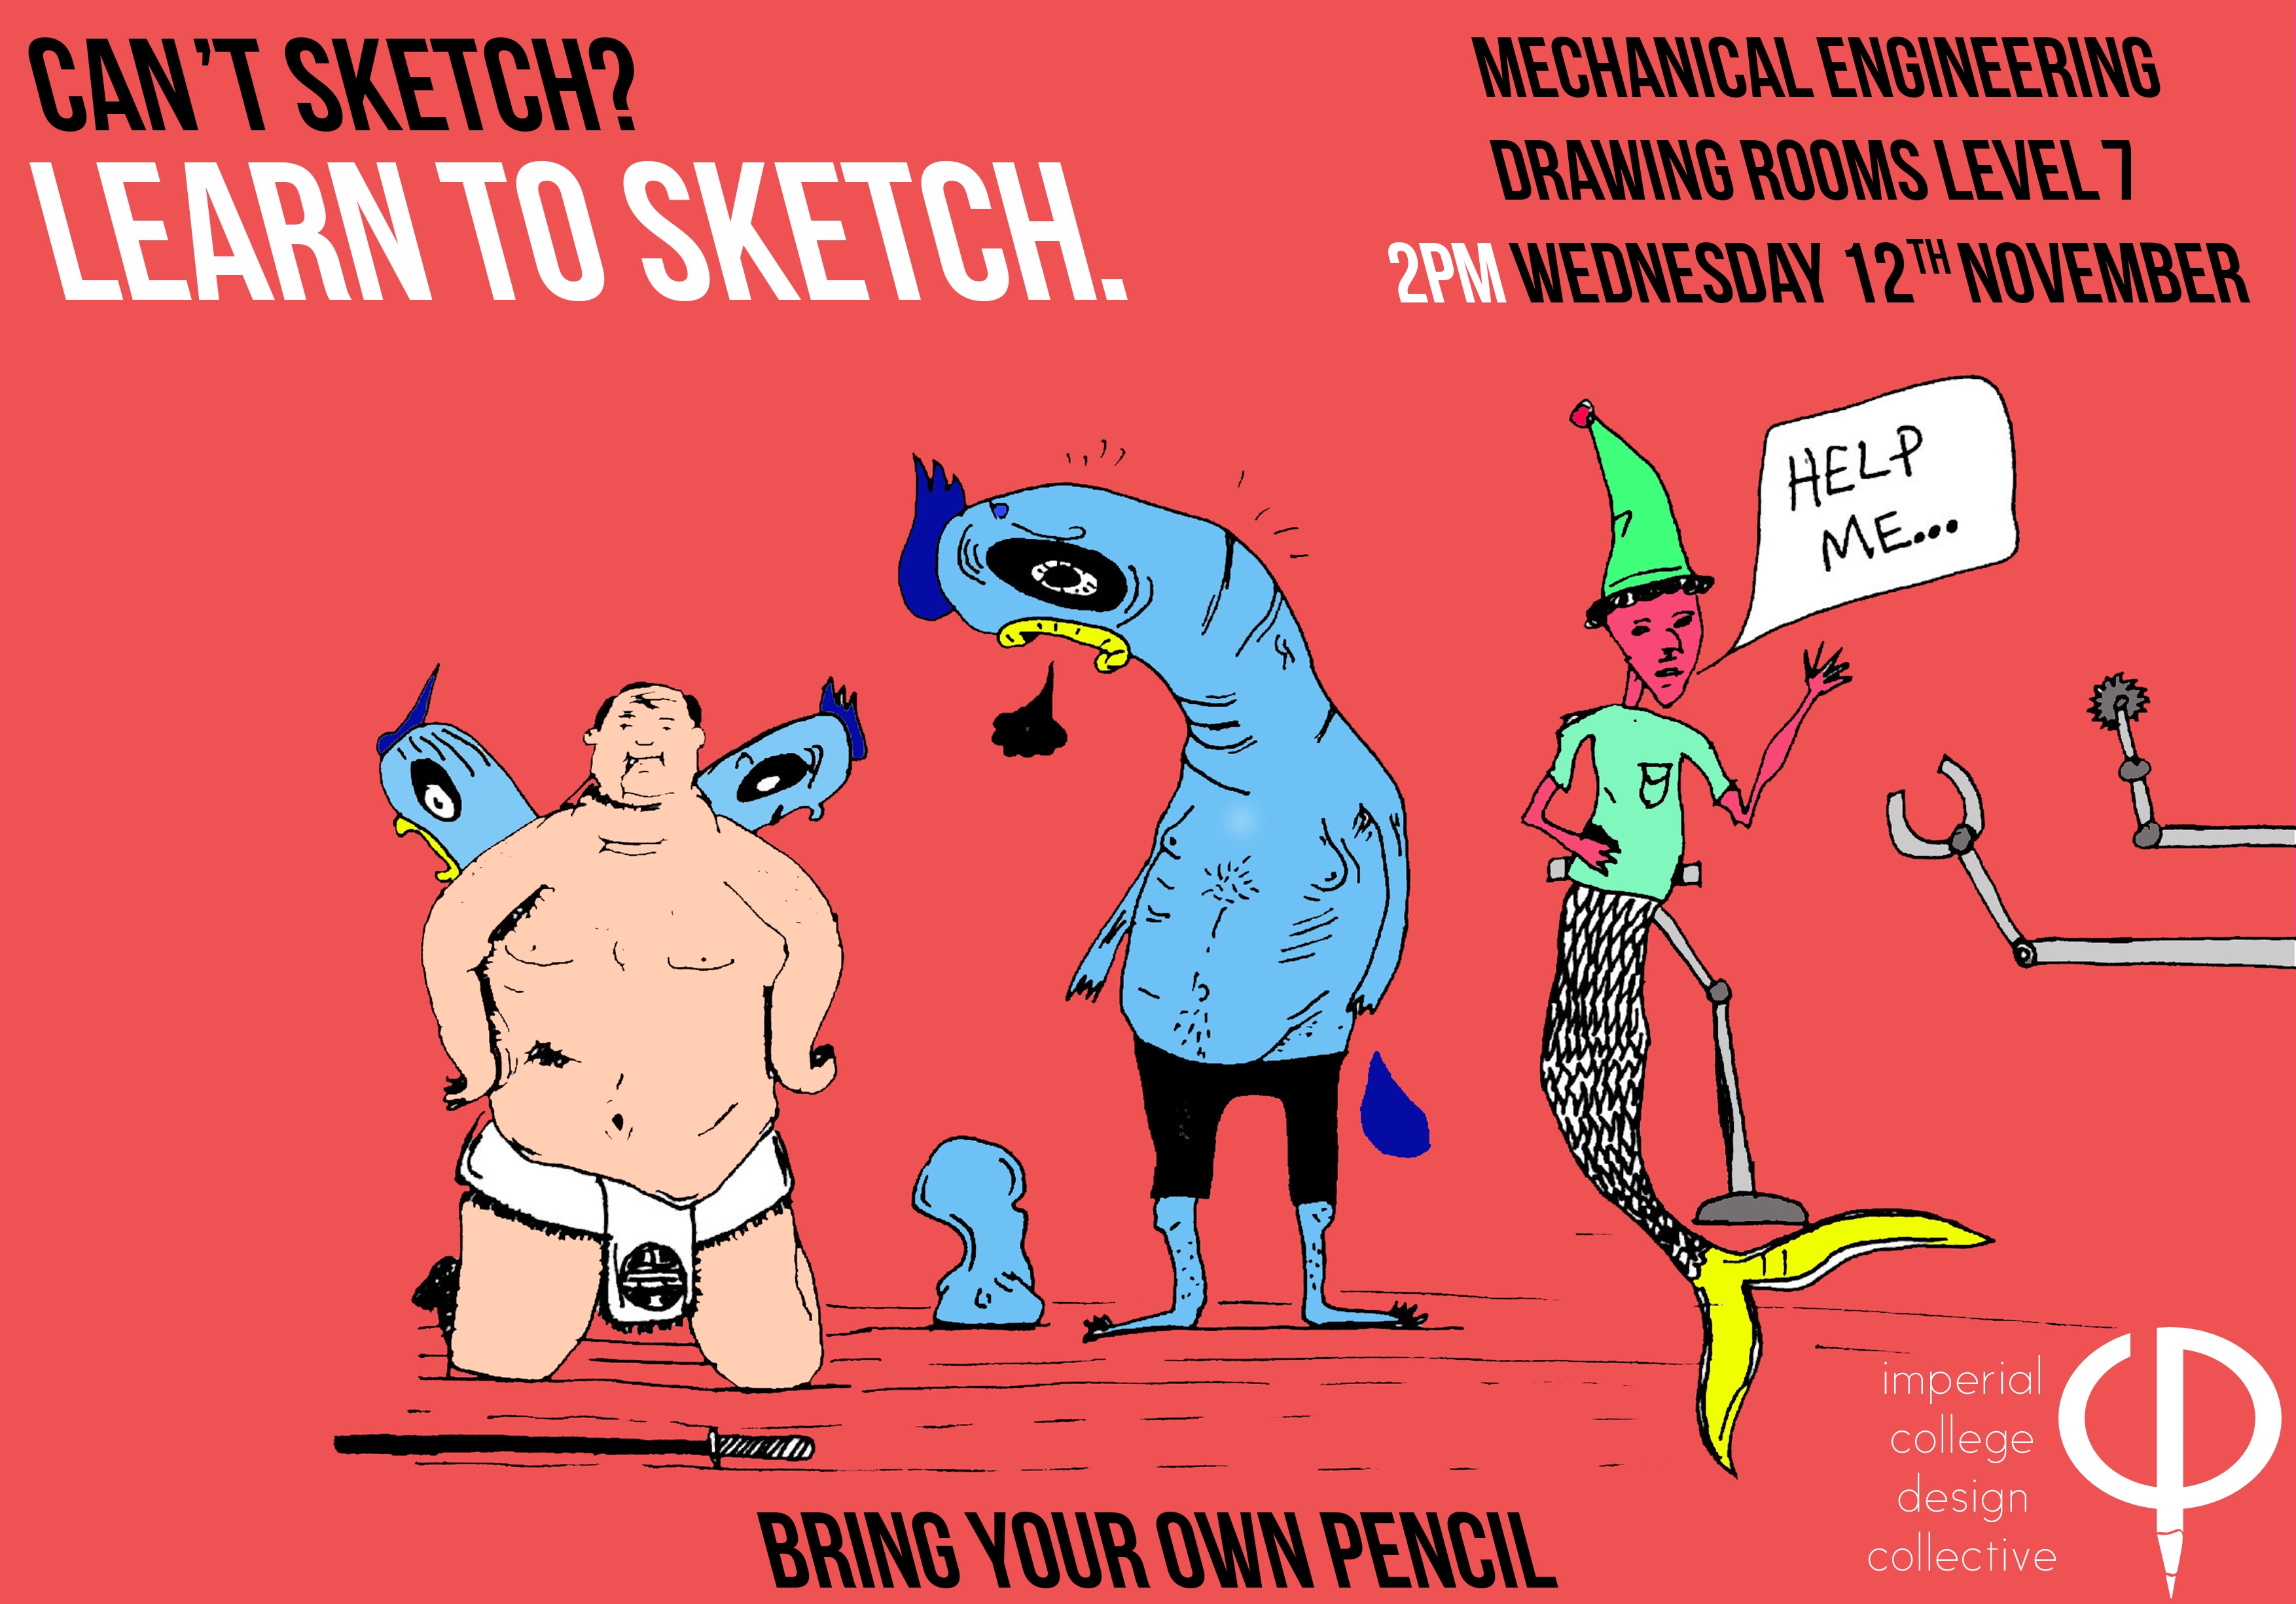 CAN'T SKETCH?
LEARN TO SKETCH.
MECHANICAL ENGINEERING
DRAWING ROOMS LEVEL 7
2PM WEDNESDAY 12TH NOVEMBER
HELP
ME...
imperial
college
design
collective
BRING YOUR OWN PENCIL